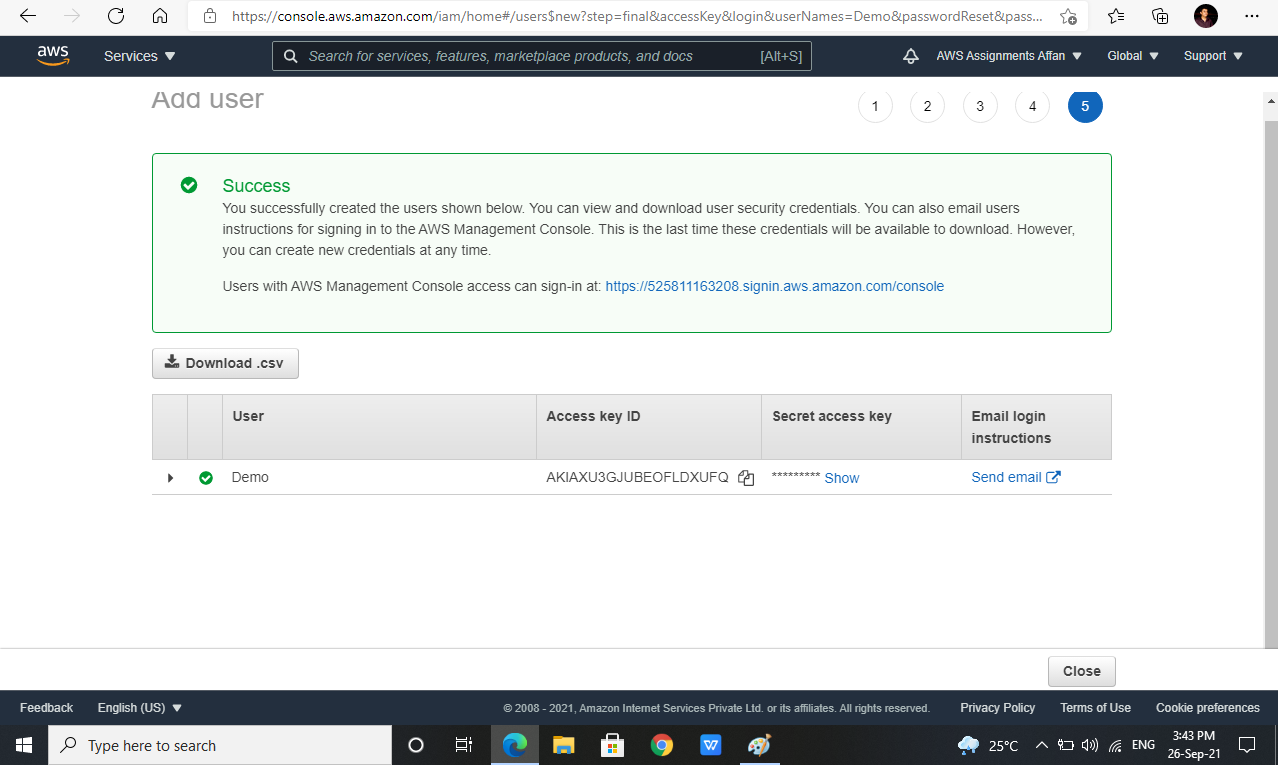 https://console.aws.amazon.com/iam/home#/users$new?step=final&accessKey&login&userNames=Demo&passwordReset&pass...
aws
Services
Search for services, features, marketplace products, and docs [Alt+S]
AWS Assignments Affan
Global
Support
Add user
1 2 3 4 5
Success
You successfully created the users shown below. You can view and download user security credentials. You can also email users
instructions for signing in to the AWS Management Console. This is the last time these credentials will be available to download. However,
you can create new credentials at any time.
Users with AWS Management Console access can sign-in at: https://525811163208.signin.aws.amazon.com/console
Download .csv
User Access key ID Secret access key Email login
instructions
Demo AKIAXU3GJUBEOFLDXUFQ ********* Show Send email
Close
Feedback English (US) © 2008 - 2021, Amazon Internet Services Private Ltd. or its affiliates. All rights reserved. Privacy Policy Terms of Use Cookie preferences
Type here to search
W
25°C
ENG
3:43 PM
26-Sep-21